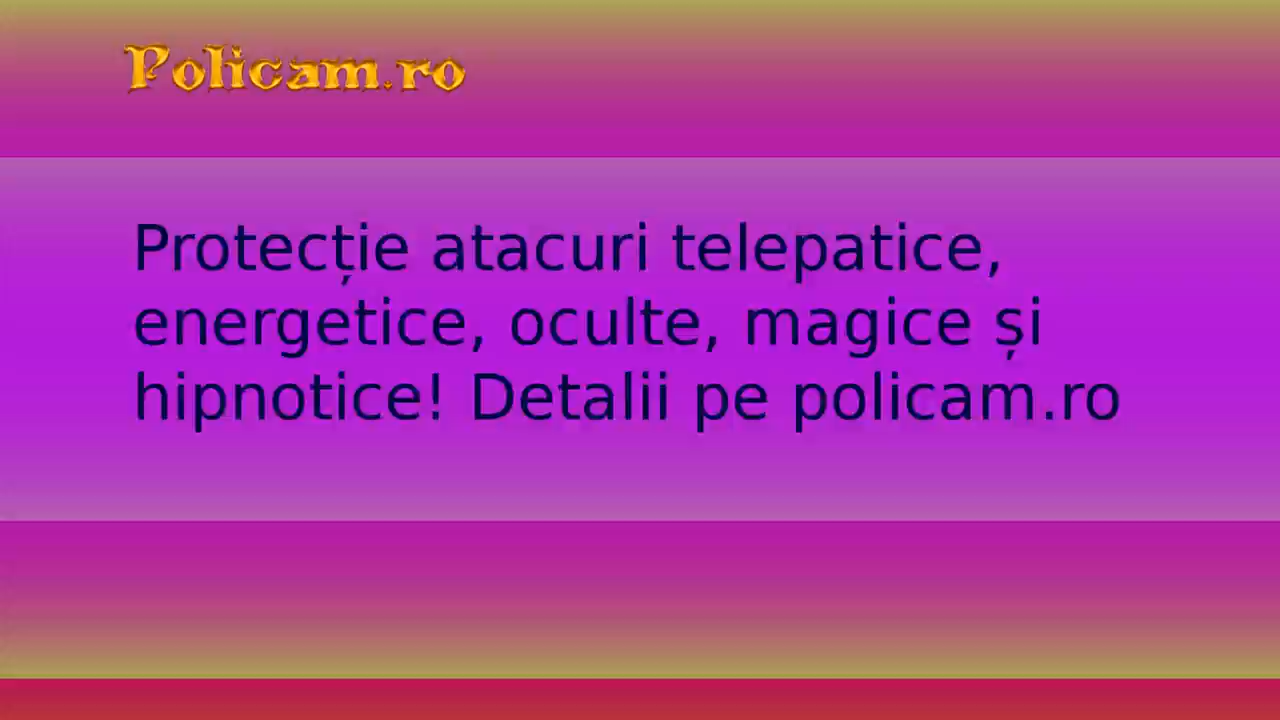 Policam.ro
Protecție atacuri telepatice,
energetice, oculte, magice și
hipnotice! Detalii pe policam.ro